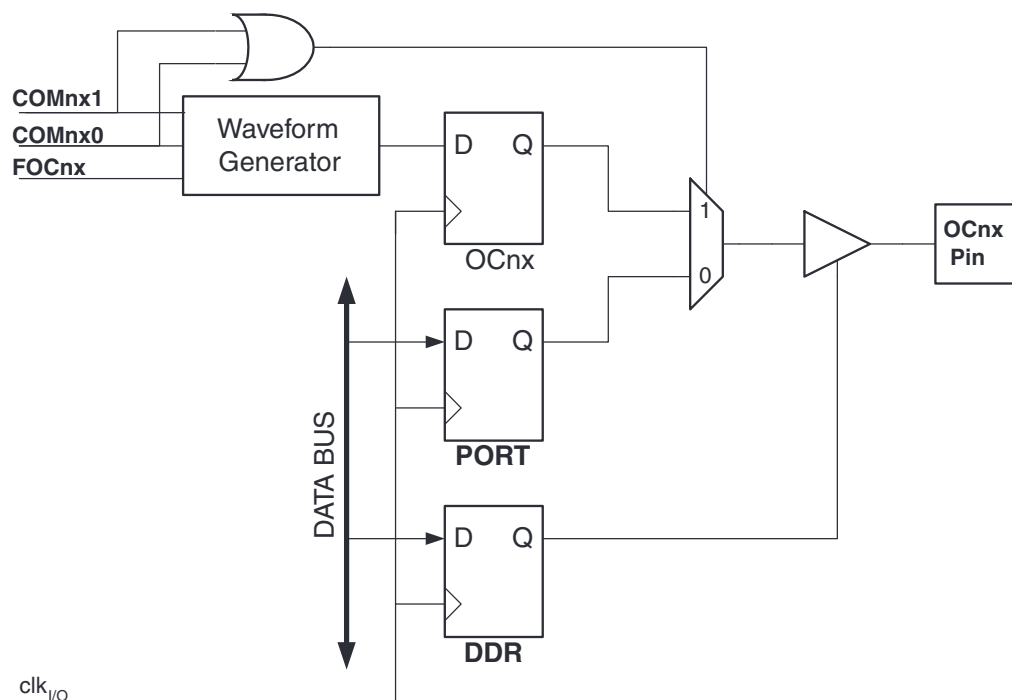 COMnx1
COMnx0
FOCnx
Waveform
Generator
D Q
OCnx
1
0
OCnx
Pin
D Q
PORT
DATA BUS
D Q
DDR
clkI/O